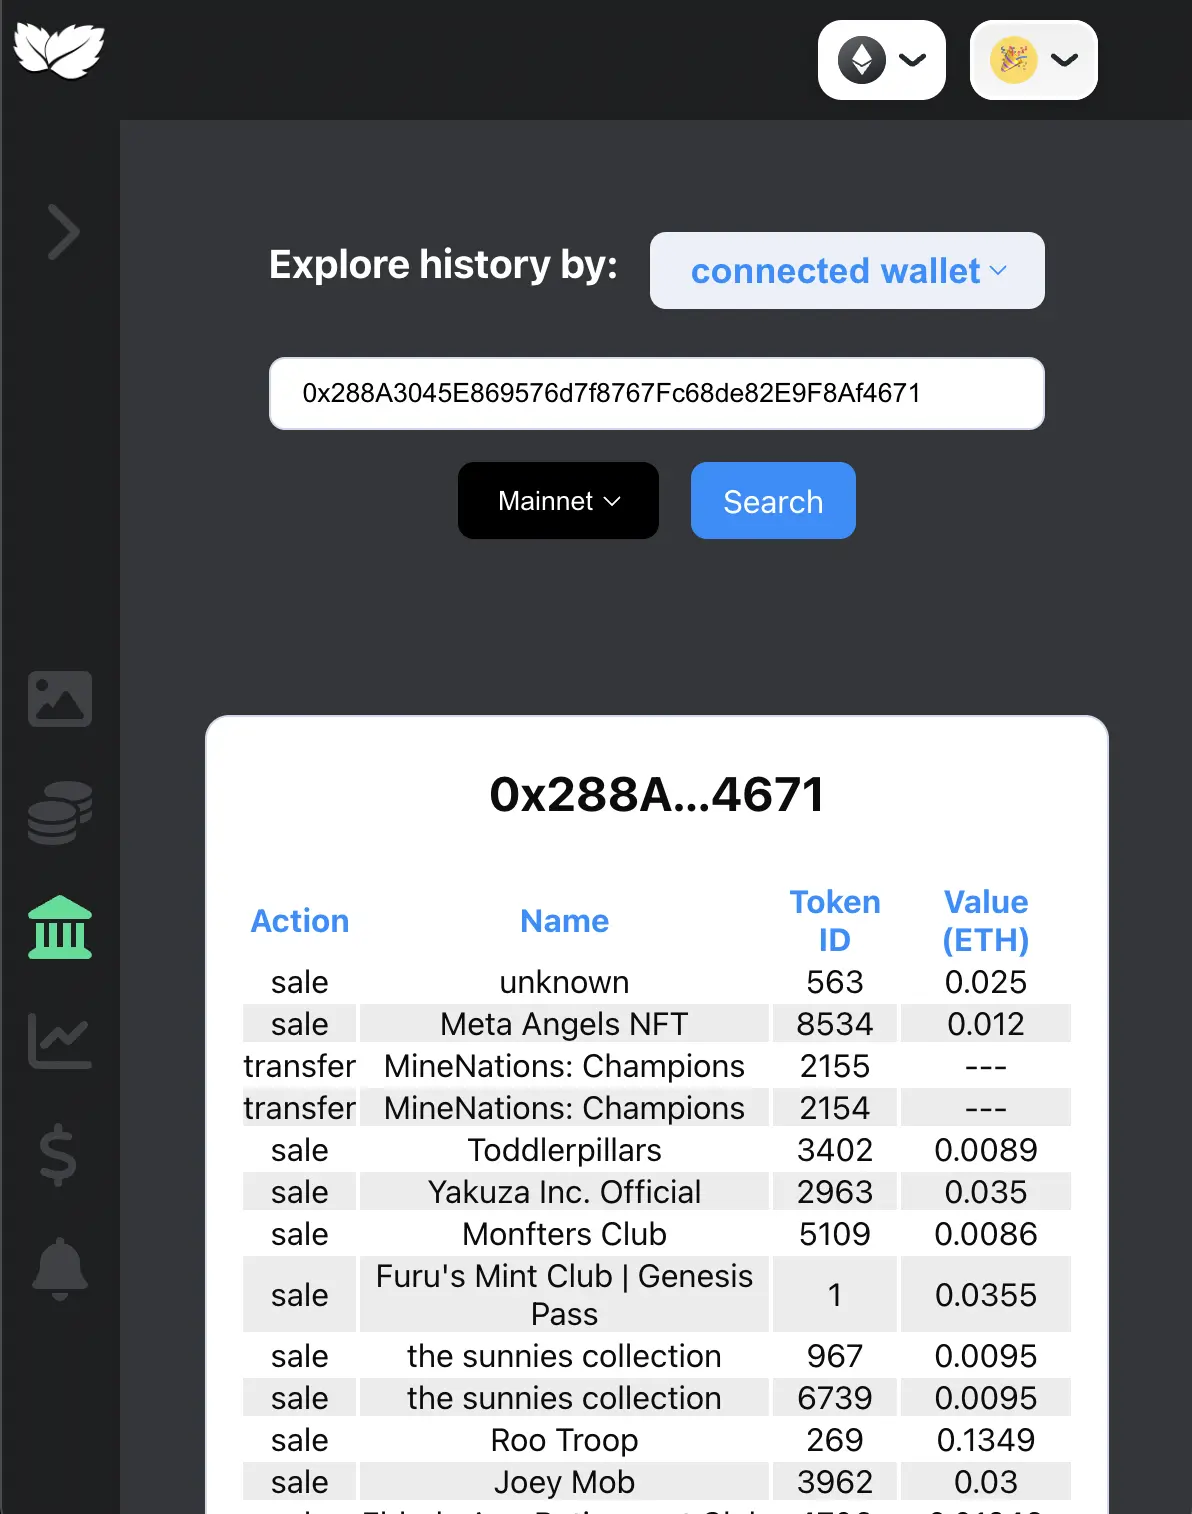 Explore history by:
connected wallet
0x288A3045E869576d7f8767Fc68de82E9F8Af4671
Mainnet
Search
0x288A...4671
Action Name Token ID Value (ETH)
sale unknown 563 0.025
sale Meta Angels NFT 8534 0.012
transfer MineNations: Champions 2155 ---
transfer MineNations: Champions 2154 ---
sale Toddlerpillars 3402 0.0089
sale Yakuza Inc. Official 2963 0.035
sale Monfters Club 5109 0.0086
sale Furu's Mint Club | Genesis Pass 1 0.0355
sale the sunnies collection 967 0.0095
sale the sunnies collection 6739 0.0095
sale Roo Troop 269 0.1349
sale Joey Mob 3962 0.03